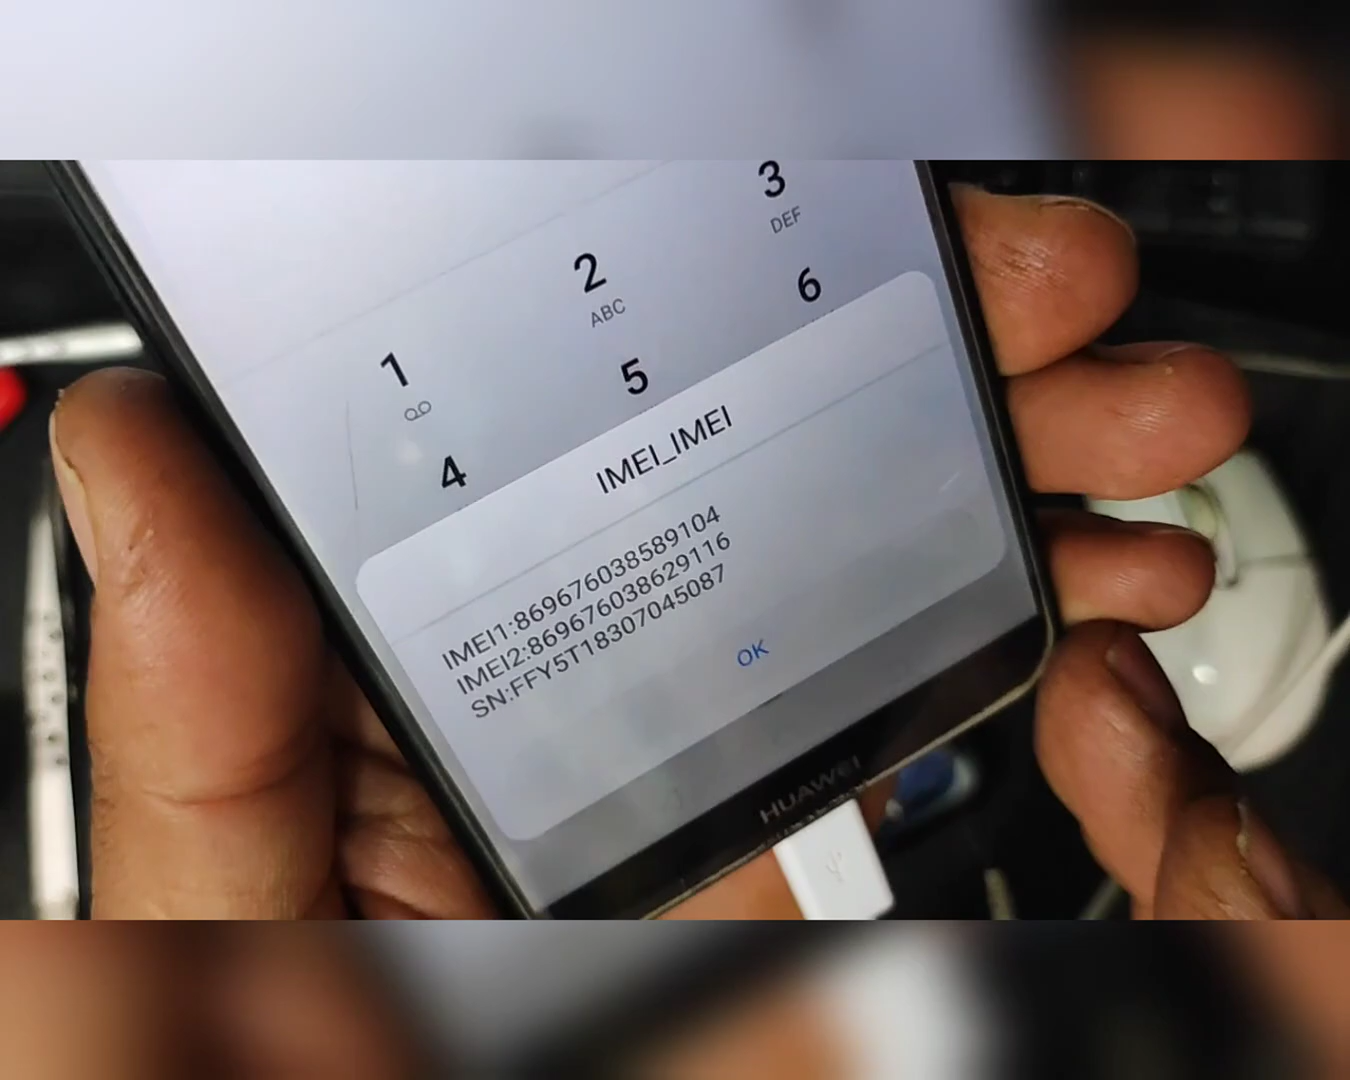 3
DEF
2
ABC
6
1
5
4
IMEI_IMEI
IMEI1:869676038589104
IMEI2:869676038629116
SN:FFY5T18307045087
OK
HUAWEI